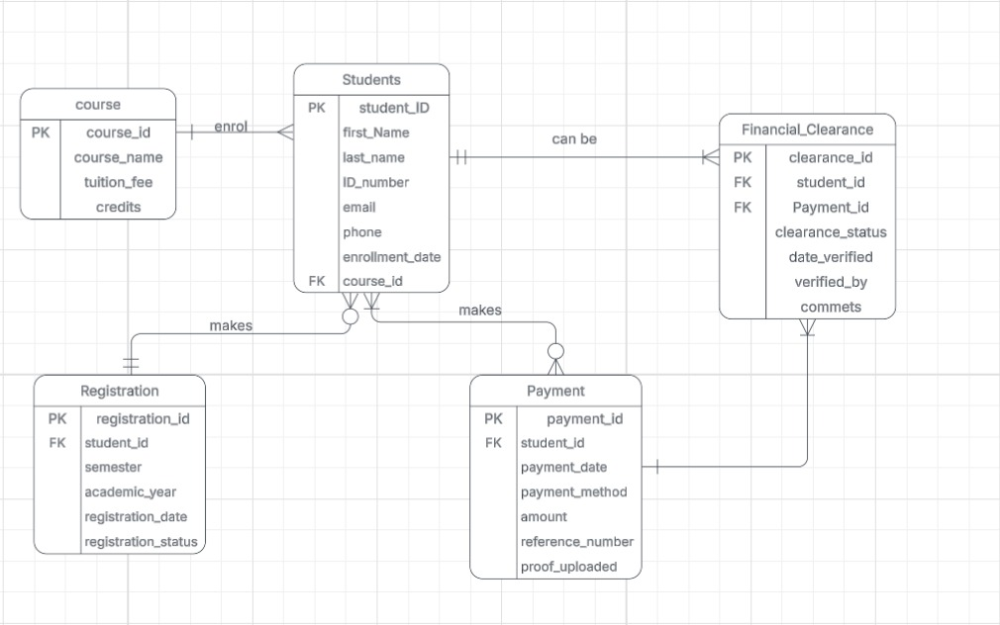 course
PK course_id
course_name
tuition_fee
credits
enrol
Students
PK student_ID
first_Name
last_name
ID_number
email
phone
enrollment_date
FK course_id
can be
Financial_Clearance
PK clearance_id
FK student_id
FK Payment_id
clearance_status
date_verified
verified_by
commets
makes
makes
Registration
PK registration_id
FK student_id
semester
academic_year
registration_date
registration_status
Payment
PK payment_id
FK student_id
payment_date
payment_method
amount
reference_number
proof_uploaded